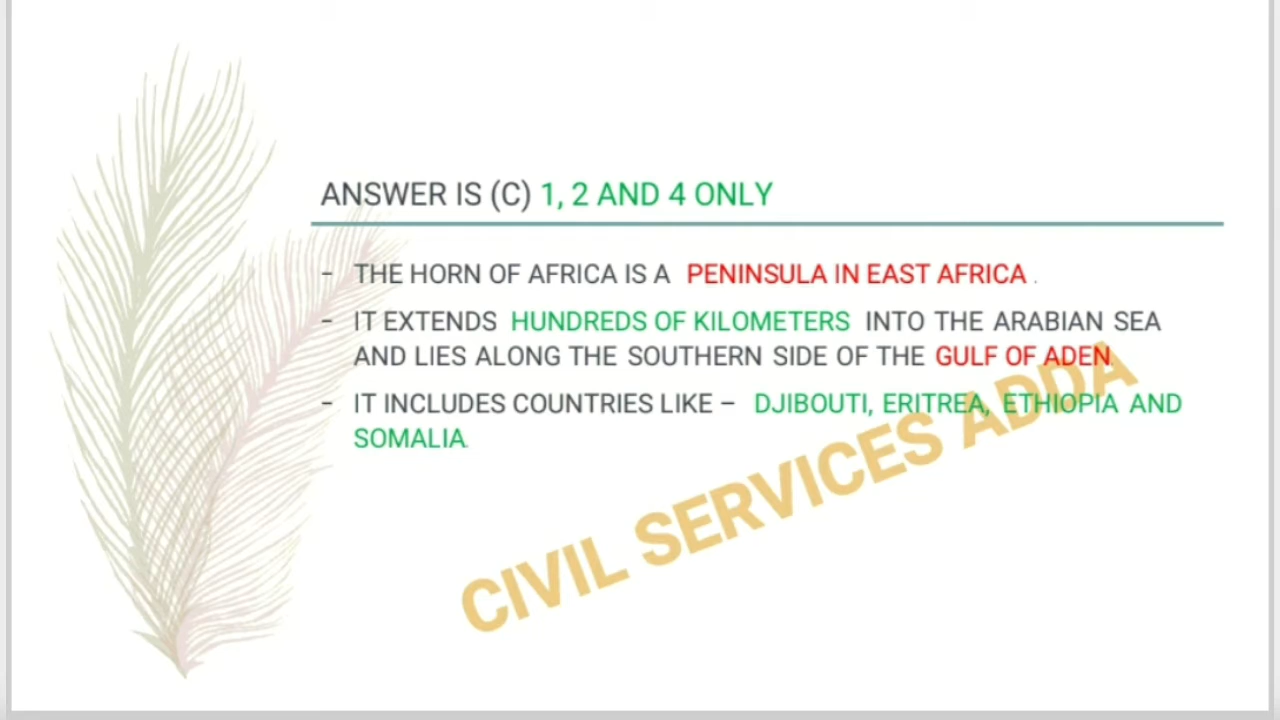 ANSWER IS (C) 1, 2 AND 4 ONLY
- THE HORN OF AFRICA IS A PENINSULA IN EAST AFRICA .
- IT EXTENDS HUNDREDS OF KILOMETERS INTO THE ARABIAN SEA
AND LIES ALONG THE SOUTHERN SIDE OF THE GULF OF ADEN.
- IT INCLUDES COUNTRIES LIKE – DJIBOUTI, ERITREA, ETHIOPIA AND
SOMALIA.
CIVIL SERVICES ADDA